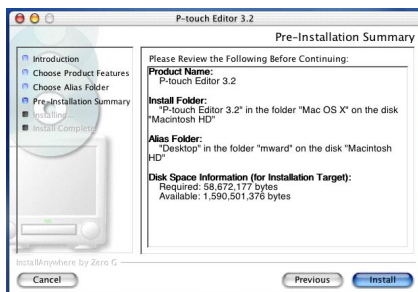 P-touch Editor 3.2
Pre-Installation Summary
Introduction
Choose Product Features
Choose Alias Folder
Pre-Installation Summary
Installing...
Install Complete
Please Review the Following Before Continuing:
Product Name:
P-touch Editor 3.2
Install Folder:
"P-touch Editor 3.2" in the folder "Mac OS X" on the disk
"Macintosh HD"
Alias Folder:
"Desktop" in the folder "mward" on the disk "Macintosh
HD"
Disk Space Information (for Installation Target):
Required: 58,672,177 bytes
Available: 1,590,501,376 bytes
InstallAnywhere by Zero G
Cancel
Previous
Install